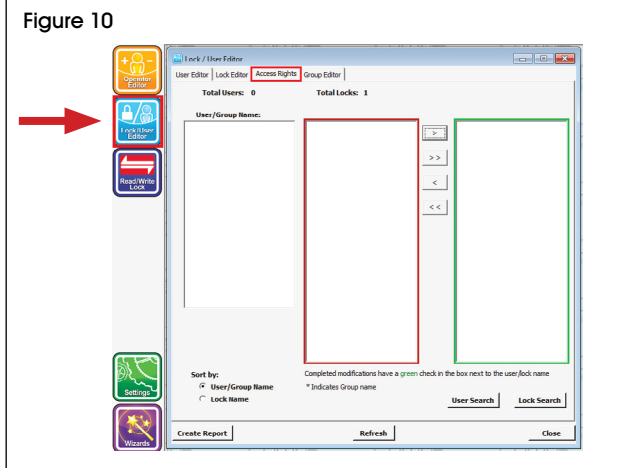 Figure 10
Operator
Editor
Lock/User
Editor
Read/Write
Lock
Settings
Wizards
Lock / User Editor
User Editor
Lock Editor
Access Rights
Group Editor
Total Users: 0
Total Locks: 1
User/Group Name:
>
>>
<
<<
Sort by:
User/Group Name
Lock Name
Completed modifications have a green check in the box next to the user/lock name
* Indicates Group name
User Search
Lock Search
Create Report
Refresh
Close